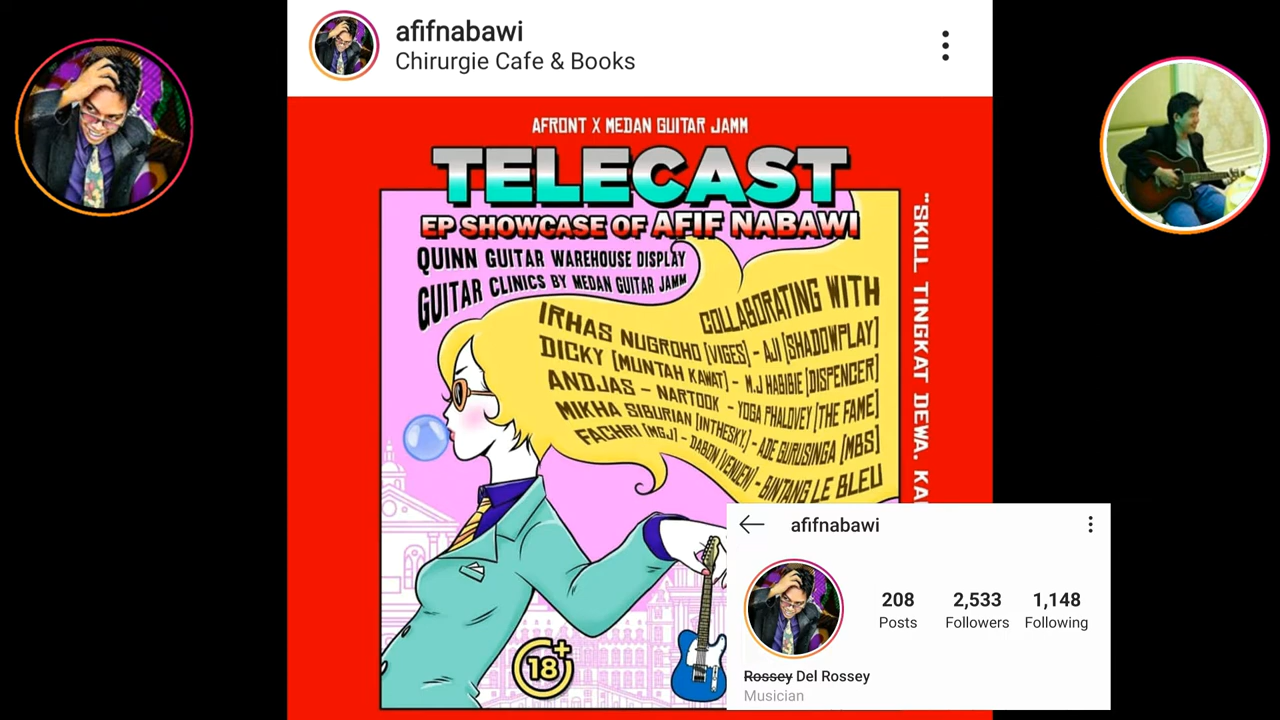 afifnabawi
Chirurgie Cafe & Books
AFRONT X MEDAN GUITAR JAMM
TELECAST
EP SHOWCASE OF AFIF NABAWI
QUINN GUITAR WAREHOUSE DISPLAY
GUITAR CLINICS BY MEDAN GUITAR JAMM
COLLABORATING WITH
IRHAS NUGROHO [VIGES] - AJI [SHADOWPLAY]
DICKY [MUNTAH KAWAT] - M.J HABIBIE [DISPENCER]
ANDJAS - NARTOOK - YOGA PHALOVEY [THE FAME]
MIKHA SIBURIAN [INTHESKY,] - ADE GURUSINGA [MBS]
FACHRI [MGJ] - DABON [VENUEN] - BINTANG LE BLEU
"SKILL TINGKAT DEWA. KA
18+
afifnabawi
208 2,533 1,148
Posts Followers Following
Rossey Del Rossey
Musician